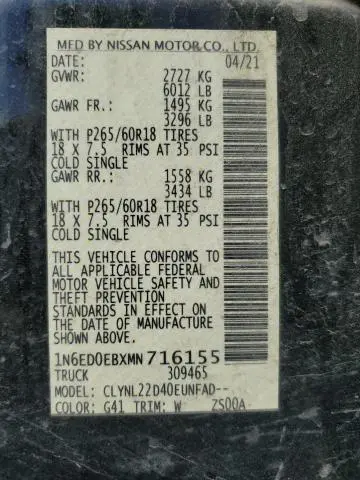 MFD BY NISSAN MOTOR CO., LTD.
DATE: 04/21
GVWR: 2727 KG
6012 LB
GAWR FR.: 1495 KG
3296 LB
WITH P265/60R18 TIRES
18 X 7.5 RIMS AT 35 PSI
COLD SINGLE
GAWR RR.: 1558 KG
3434 LB
WITH P265/60R18 TIRES
18 X 7.5 RIMS AT 35 PSI
COLD SINGLE
THIS VEHICLE CONFORMS TO
ALL APPLICABLE FEDERAL
MOTOR VEHICLE SAFETY AND
THEFT PREVENTION
STANDARDS IN EFFECT ON THE
DATE OF MANUFACTURE
SHOWN ABOVE.
1N6ED0EBXMN716155
TRUCK 309465
MODEL: CLYNL22D40EUNFAD--
COLOR: G41 TRIM: W ZS00A